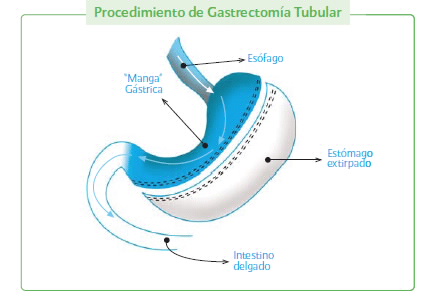 Procedimiento de Gastrectomía Tubular
Esófago
"Manga"
Gástrica
Estómago
extirpado
Intestino
delgado